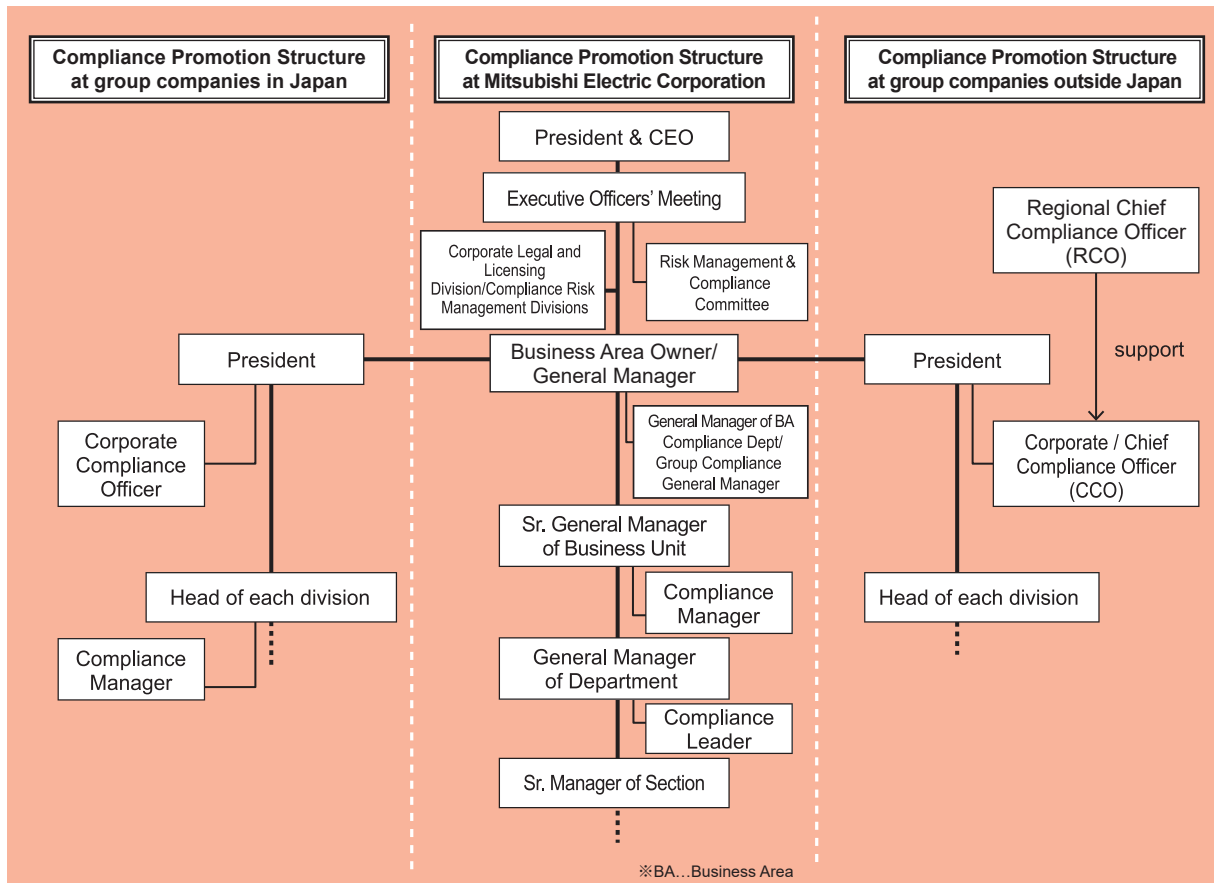 Compliance Promotion Structure
at group companies in Japan
Compliance Promotion Structure
at Mitsubishi Electric Corporation
Compliance Promotion Structure
at group companies outside Japan
President & CEO
Executive Officers' Meeting
Corporate Legal and
Licensing
Division/Compliance Risk
Management Divisions
Risk Management &
Compliance
Committee
Regional Chief
Compliance Officer
(RCO)
support
President
Business Area Owner/
General Manager
President
Corporate
Compliance
Officer
General Manager of BA
Compliance Dept/
Group Compliance
General Manager
Corporate / Chief
Compliance Officer
(CCO)
Sr. General Manager
of Business Unit
Head of each division
Compliance
Manager
Head of each division
Compliance
Manager
General Manager
of Department
Compliance
Leader
Sr. Manager of Section
※BA…Business Area